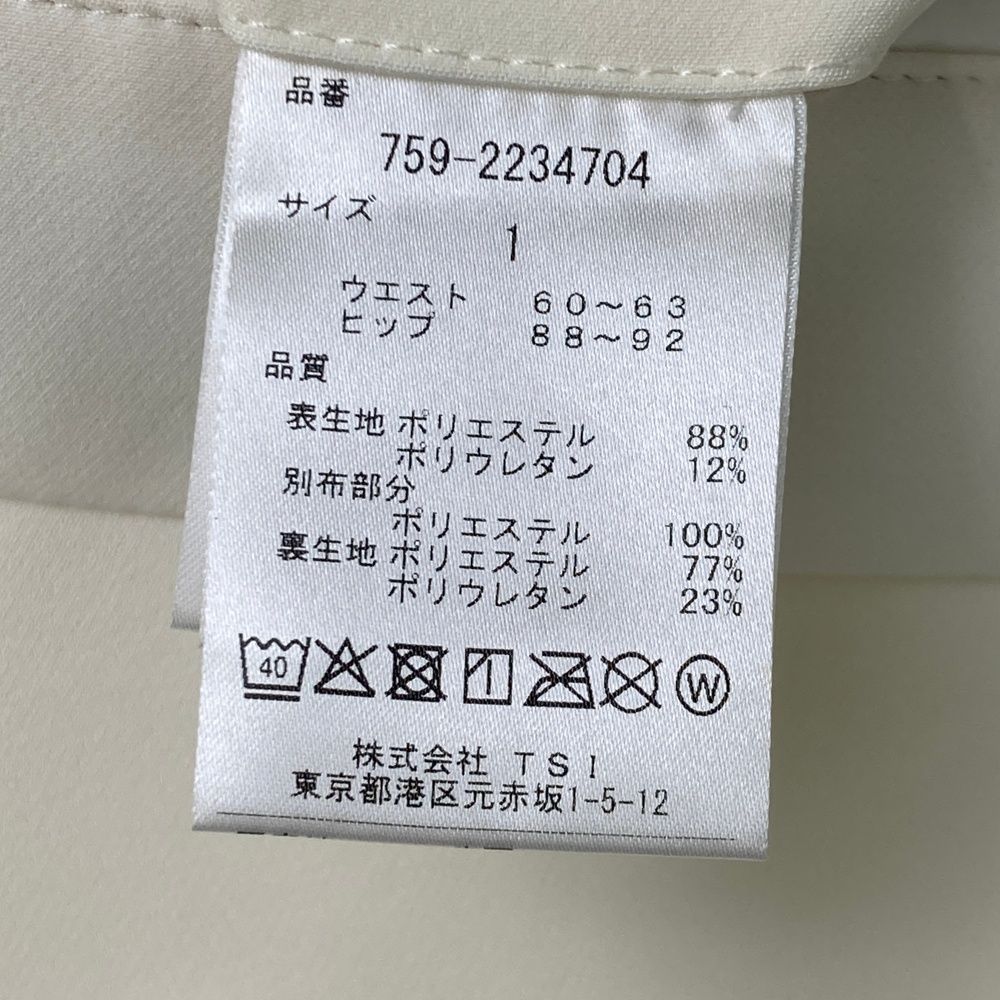 品番
759-2234704
サイズ
1
ウエスト 60～63
ヒップ 88～92
品質
表生地 ポリエステル 88%
ポリウレタン 12%
別布部分
ポリエステル 100%
裏生地 ポリエステル 77%
ポリウレタン 23%
40 W
株式会社 TSI
東京都港区元赤坂1-5-12